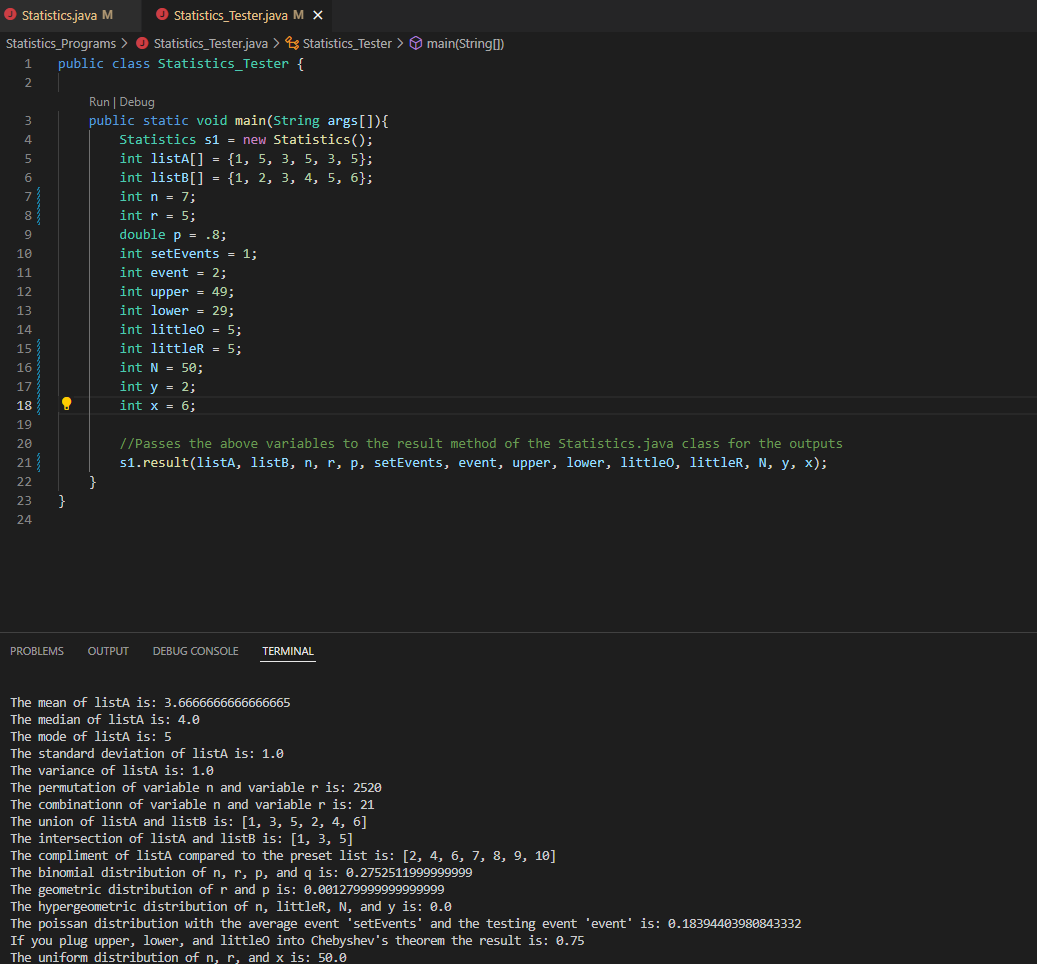 Statistics.java M Statistics_Tester.java M ×
Statistics_Programs > Statistics_Tester.java > Statistics_Tester > main(String[])
1 public class Statistics_Tester {
2
Run | Debug
3 public static void main(String args[]){
4 Statistics s1 = new Statistics();
5 int listA[] = {1, 5, 3, 5, 3, 5};
6 int listB[] = {1, 2, 3, 4, 5, 6};
7 int n = 7;
8 int r = 5;
9 double p = .8;
10 int setEvents = 1;
11 int event = 2;
12 int upper = 49;
13 int lower = 29;
14 int littleO = 5;
15 int littleR = 5;
16 int N = 50;
17 int y = 2;
18 int x = 6;
19
20 //Passes the above variables to the result method of the Statistics.java class for the outputs
21 s1.result(listA, listB, n, r, p, setEvents, event, upper, lower, littleO, littleR, N, y, x);
22 }
23 }
24
PROBLEMS OUTPUT DEBUG CONSOLE TERMINAL
The mean of listA is: 3.6666666666666665
The median of listA is: 4.0
The mode of listA is: 5
The standard deviation of listA is: 1.0
The variance of listA is: 1.0
The permutation of variable n and variable r is: 2520
The combinationn of variable n and variable r is: 21
The union of listA and listB is: [1, 3, 5, 2, 4, 6]
The intersection of listA and listB is: [1, 3, 5]
The compliment of listA compared to the preset list is: [2, 4, 6, 7, 8, 9, 10]
The binomial distribution of n, r, p, and q is: 0.2752511999999999
The geometric distribution of r and p is: 0.001279999999999999
The hypergeometric distribution of n, littleR, N, and y is: 0.0
The poissan distribution with the average event 'setEvents' and the testing event 'event' is: 0.18394403980843332
If you plug upper, lower, and littleO into Chebyshev's theorem the result is: 0.75
The uniform distribution of n, r, and x is: 50.0